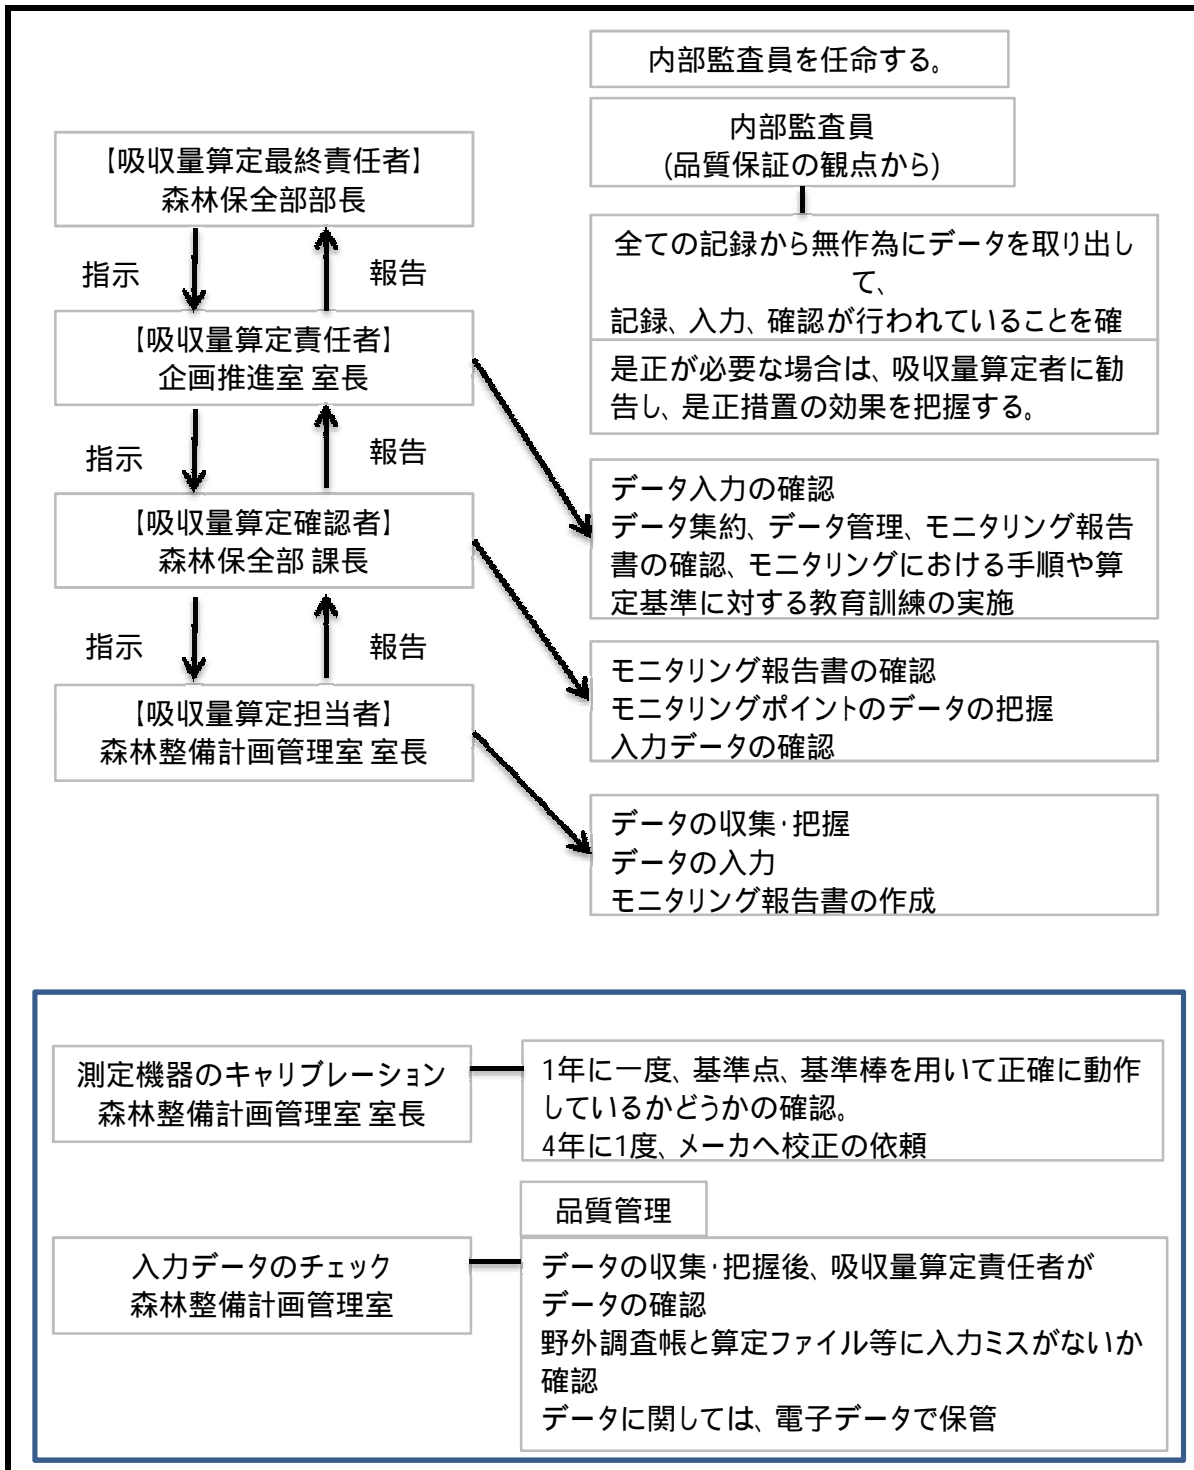 内部監査員を任命する。
内部監査員
(品質保証の観点から)
【吸収量算定最終責任者】
森林保全部部長
全ての記録から無作為にデータを取り出し
て、
記録、入力、確認が行われていることを確
是正が必要な場合は、吸収量算定者に勧
告し、是正措置の効果を把握する。
指示
報告
【吸収量算定責任者】
企画推進室 室長
指示
報告
データ入力の確認
データ集約、データ管理、モニタリング報告
書の確認、モニタリングにおける手順や算
定基準に対する教育訓練の実施
【吸収量算定確認者】
森林保全部 課長
指示
報告
モニタリング報告書の確認
モニタリングポイントのデータの把握
入力データの確認
【吸収量算定担当者】
森林整備計画管理室 室長
データの収集・把握
データの入力
モニタリング報告書の作成
測定機器のキャリブレーション
森林整備計画管理室 室長
1年に一度、基準点、基準棒を用いて正確に動作
しているかどうかの確認。
4年に1度、メーカへ校正の依頼
品質管理
入力データのチェック
森林整備計画管理室
データの収集・把握後、吸収量算定責任者が
データの確認
野外調査帳と算定ファイル等に入力ミスがないか
確認
データに関しては、電子データで保管